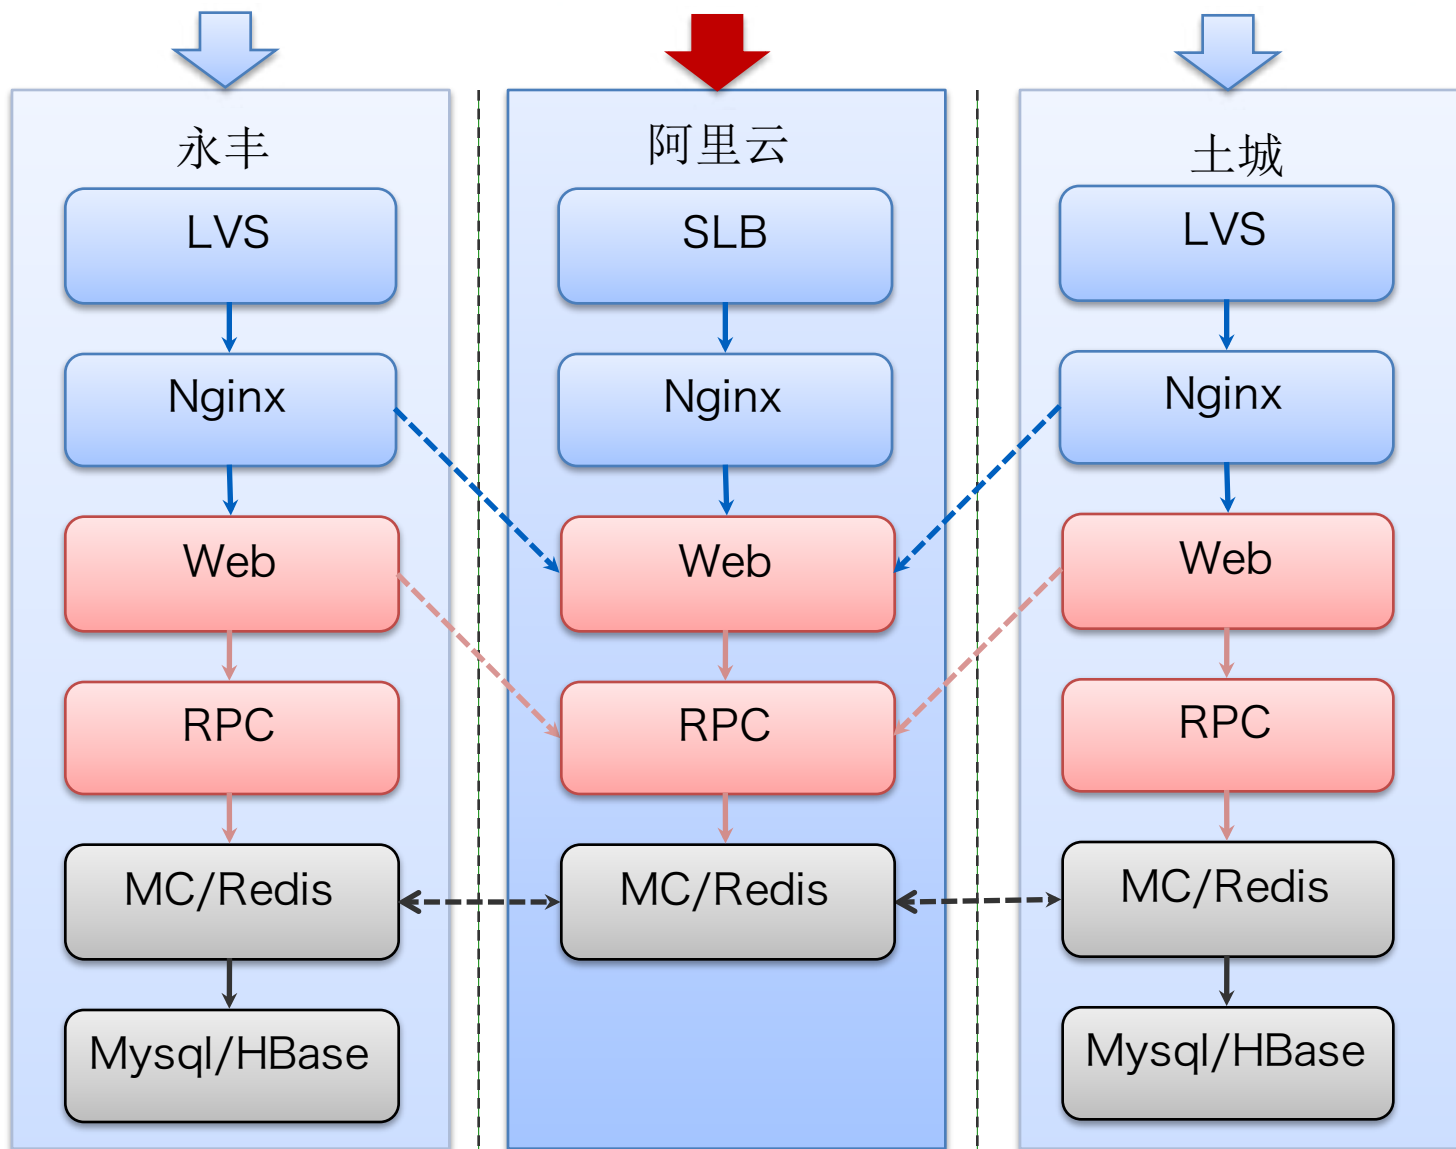 永丰
LVS
Nginx
Web
RPC
MC/Redis
Mysql/HBase
阿里云
SLB
Nginx
Web
RPC
MC/Redis
土城
LVS
Nginx
Web
RPC
MC/Redis
Mysql/HBase